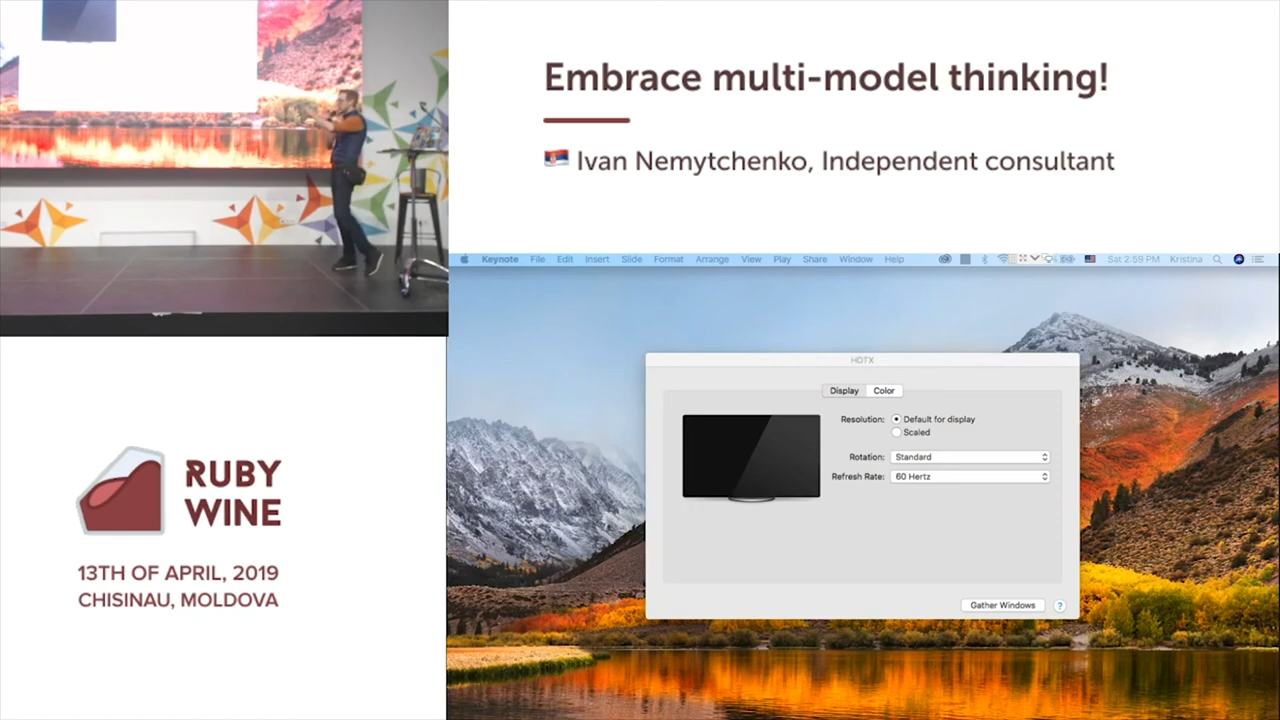 Embrace multi-model thinking!
Ivan Nemytchenko, Independent consultant
Keynote File Edit Insert Slide Format Arrange View Play Share Window Help Sat 2:59 PM Kristina
HDTX
Display Color
Resolution: Default for display
Scaled
Rotation: Standard
Refresh Rate: 60 Hertz
Gather Windows ?
RUBY
WINE
13TH OF APRIL, 2019
CHISINAU, MOLDOVA